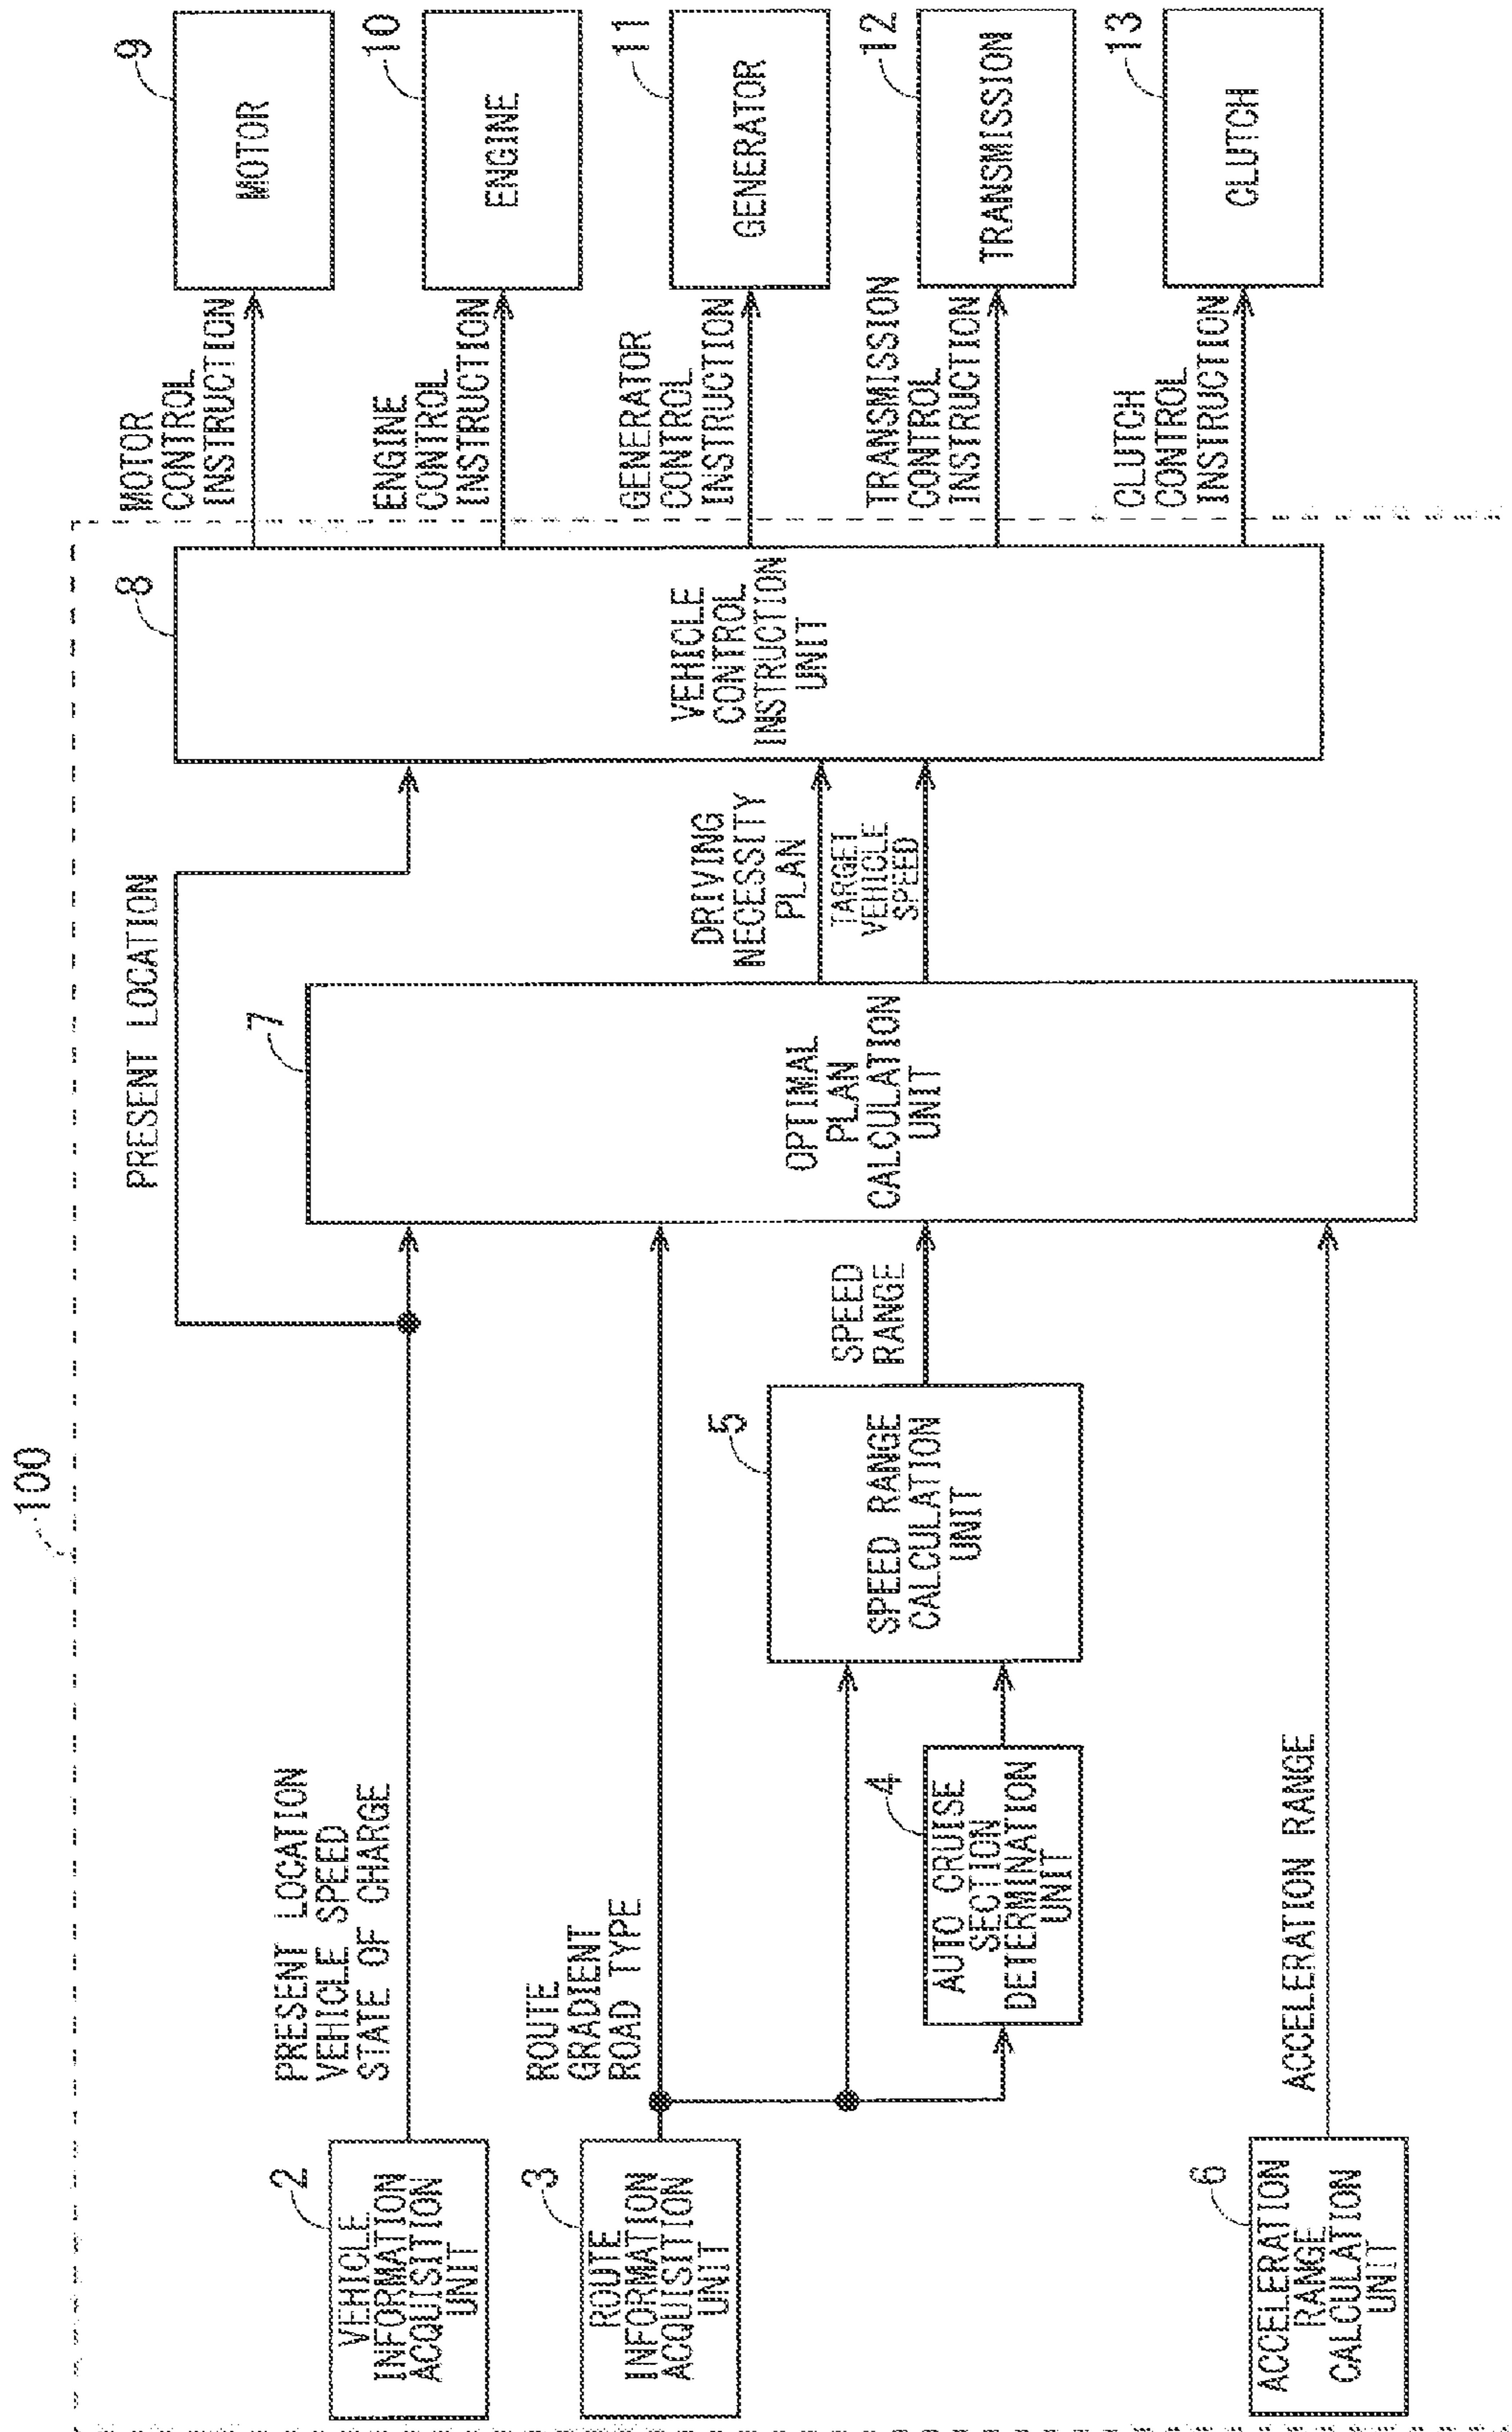 100
2
VEHICLE
INFORMATION
ACQUISITION
UNIT
PRESENT LOCATION
VEHICLE SPEED
STATE OF CHARGE
PRESENT LOCATION
3
ROUTE
INFORMATION
ACQUISITION
UNIT
ROUTE
GRADIENT
ROAD TYPE
4
AUTO CRUISE
SECTION
DETERMINATION
UNIT
5
SPEED RANGE
CALCULATION
UNIT
SPEED
RANGE
6
ACCELERATION
RANGE
CALCULATION
UNIT
ACCELERATION RANGE
7
OPTIMAL
PLAN
CALCULATION
UNIT
DRIVING
NECESSITY
PLAN
TARGET
VEHICLE
SPEED
8
VEHICLE
CONTROL
INSTRUCTION
UNIT
MOTOR
CONTROL
INSTRUCTION
9
MOTOR
ENGINE
CONTROL
INSTRUCTION
10
ENGINE
GENERATOR
CONTROL
INSTRUCTION
11
GENERATOR
TRANSMISSION
CONTROL
INSTRUCTION
12
TRANSMISSION
CLUTCH
CONTROL
INSTRUCTION
13
CLUTCH